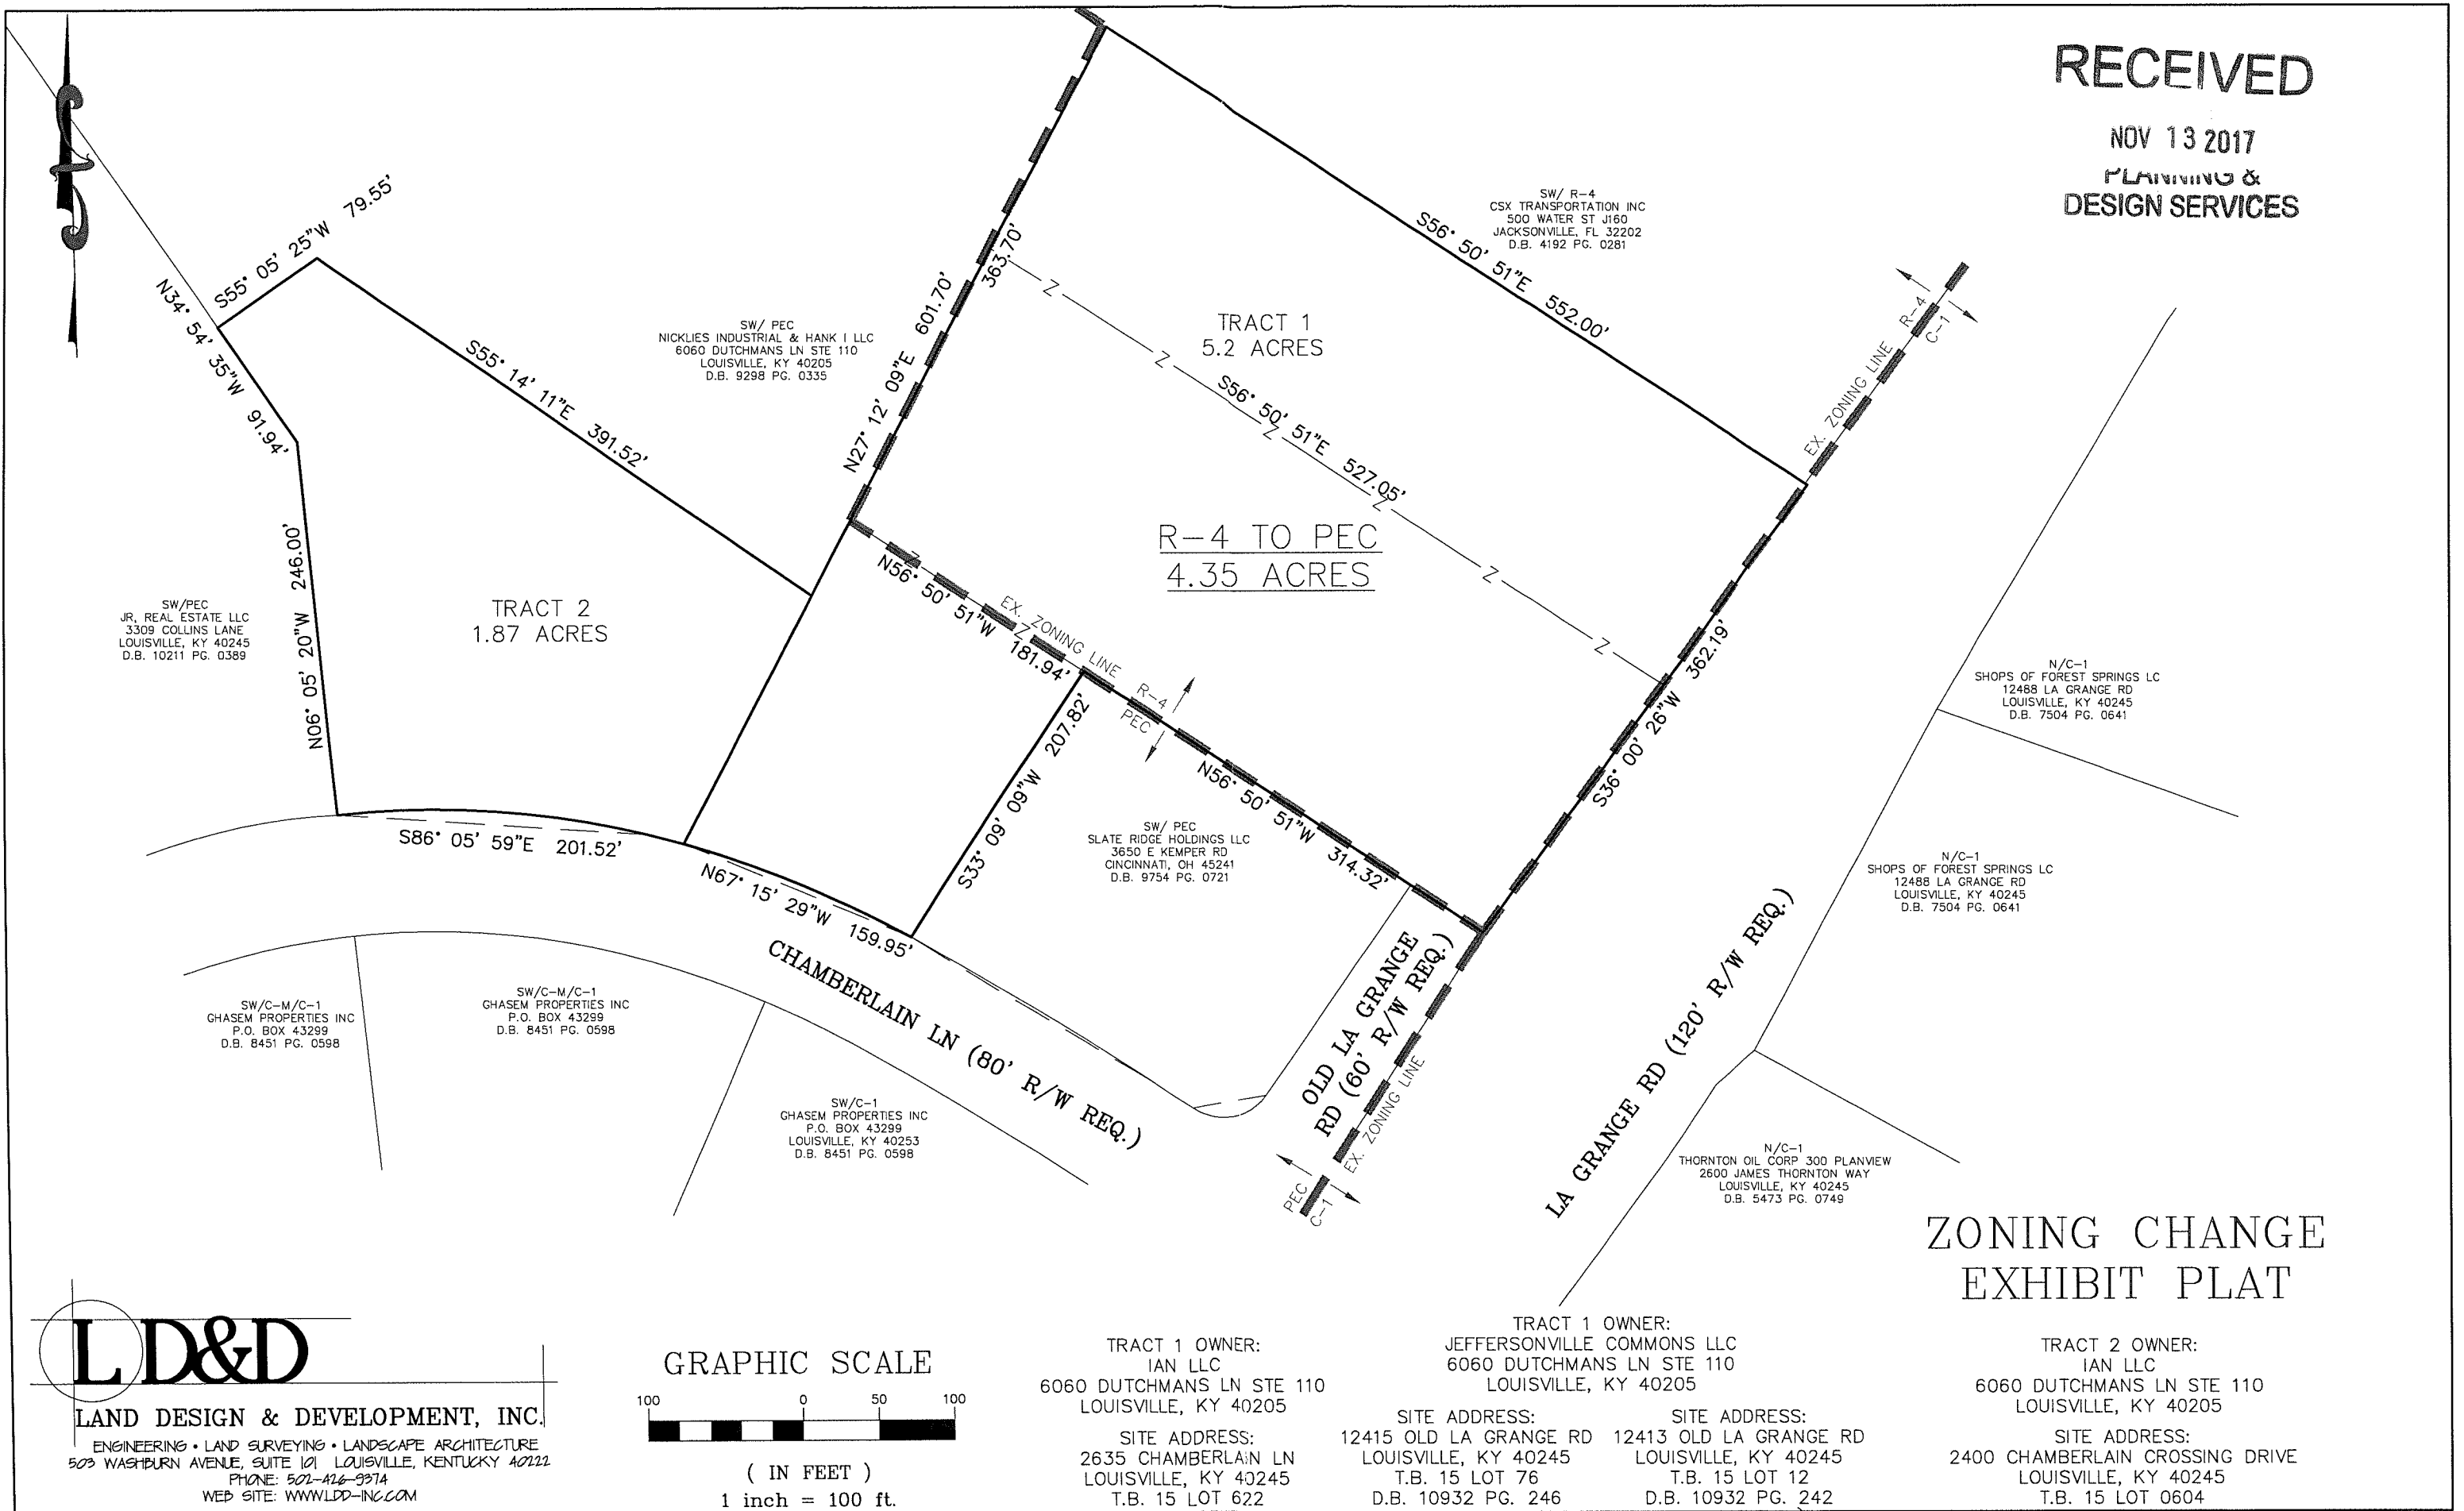 RECEIVED
NOV 13 2017
PLANNING &
DESIGN SERVICES
S55° 05' 25"W 79.55'
N34° 54' 35"W 91.94'
S55° 14' 11"E 391.52'
N06° 05' 20"W 246.00'
SW/ PEC
NICKLIES INDUSTRIAL & HANK I LLC
6060 DUTCHMANS LN STE 110
LOUISVILLE, KY 40205
D.B. 9298 PG. 0335
N27° 12' 09"E 601.70'
363.70'
SW/ R-4
CSX TRANSPORTATION INC
500 WATER ST J160
JACKSONVILLE, FL 32202
D.B. 4192 PG. 0281
S56° 50' 51"E 552.00'
TRACT 1
5.2 ACRES
Z
Z
S56° 50' 51"E 527.05'
Z
Z
Z
Z
R-4
C-1
EX. ZONING LINE
R-4 TO PEC
4.35 ACRES
SW/PEC
JR, REAL ESTATE LLC
3309 COLLINS LANE
LOUISVILLE, KY 40245
D.B. 10211 PG. 0389
TRACT 2
1.87 ACRES
Z
Z
N56° 50' 51"W 181.94'
EX. ZONING LINE
R-4
PEC
S36° 00' 26"W 362.19'
N/C-1
SHOPS OF FOREST SPRINGS LC
12488 LA GRANGE RD
LOUISVILLE, KY 40245
D.B. 7504 PG. 0641
S33° 09' 09"W 207.82'
N56° 50' 51"W 314.32'
SW/ PEC
SLATE RIDGE HOLDINGS LLC
3650 E KEMPER RD
CINCINNATI, OH 45241
D.B. 9754 PG. 0721
N/C-1
SHOPS OF FOREST SPRINGS LC
12488 LA GRANGE RD
LOUISVILLE, KY 40245
D.B. 7504 PG. 0641
S86° 05' 59"E 201.52'
N67° 15' 29"W 159.95'
CHAMBERLAIN LN (80' R/W REQ.)
OLD LA GRANGE
RD (60' R/W REQ.)
EX. ZONING LINE
PEC
C-1
LA GRANGE RD (120' R/W REQ.)
SW/C-M/C-1
GHASEM PROPERTIES INC
P.O. BOX 43299
D.B. 8451 PG. 0598
SW/C-M/C-1
GHASEM PROPERTIES INC
P.O. BOX 43299
D.B. 8451 PG. 0598
SW/C-1
GHASEM PROPERTIES INC
P.O. BOX 43299
LOUISVILLE, KY 40253
D.B. 8451 PG. 0598
N/C-1
THORNTON OIL CORP 300 PLANVIEW
2600 JAMES THORNTON WAY
LOUISVILLE, KY 40245
D.B. 5473 PG. 0749
ZONING CHANGE
EXHIBIT PLAT
LD&D
LAND DESIGN & DEVELOPMENT, INC.
ENGINEERING • LAND SURVEYING • LANDSCAPE ARCHITECTURE
503 WASHBURN AVENUE, SUITE 101 LOUISVILLE, KENTUCKY 40222
PHONE: 502-426-9374
WEB SITE: WWW.LDD-INC.COM
GRAPHIC SCALE
100 0 50 100
( IN FEET )
1 inch = 100 ft.
TRACT 1 OWNER:
IAN LLC
6060 DUTCHMANS LN STE 110
LOUISVILLE, KY 40205
SITE ADDRESS:
2635 CHAMBERLAIN LN
LOUISVILLE, KY 40245
T.B. 15 LOT 622
TRACT 1 OWNER:
JEFFERSONVILLE COMMONS LLC
6060 DUTCHMANS LN STE 110
LOUISVILLE, KY 40205
SITE ADDRESS:
12415 OLD LA GRANGE RD
LOUISVILLE, KY 40245
T.B. 15 LOT 76
D.B. 10932 PG. 246
SITE ADDRESS:
12413 OLD LA GRANGE RD
LOUISVILLE, KY 40245
T.B. 15 LOT 12
D.B. 10932 PG. 242
TRACT 2 OWNER:
IAN LLC
6060 DUTCHMANS LN STE 110
LOUISVILLE, KY 40205
SITE ADDRESS:
2400 CHAMBERLAIN CROSSING DRIVE
LOUISVILLE, KY 40245
T.B. 15 LOT 0604